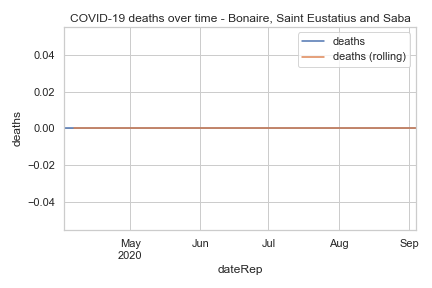 COVID-19 deaths over time - Bonaire, Saint Eustatius and Saba
deaths
deaths (rolling)
0.04
0.02
0.00
−0.02
−0.04
deaths
May
2020
Jun
Jul
Aug
Sep
dateRep